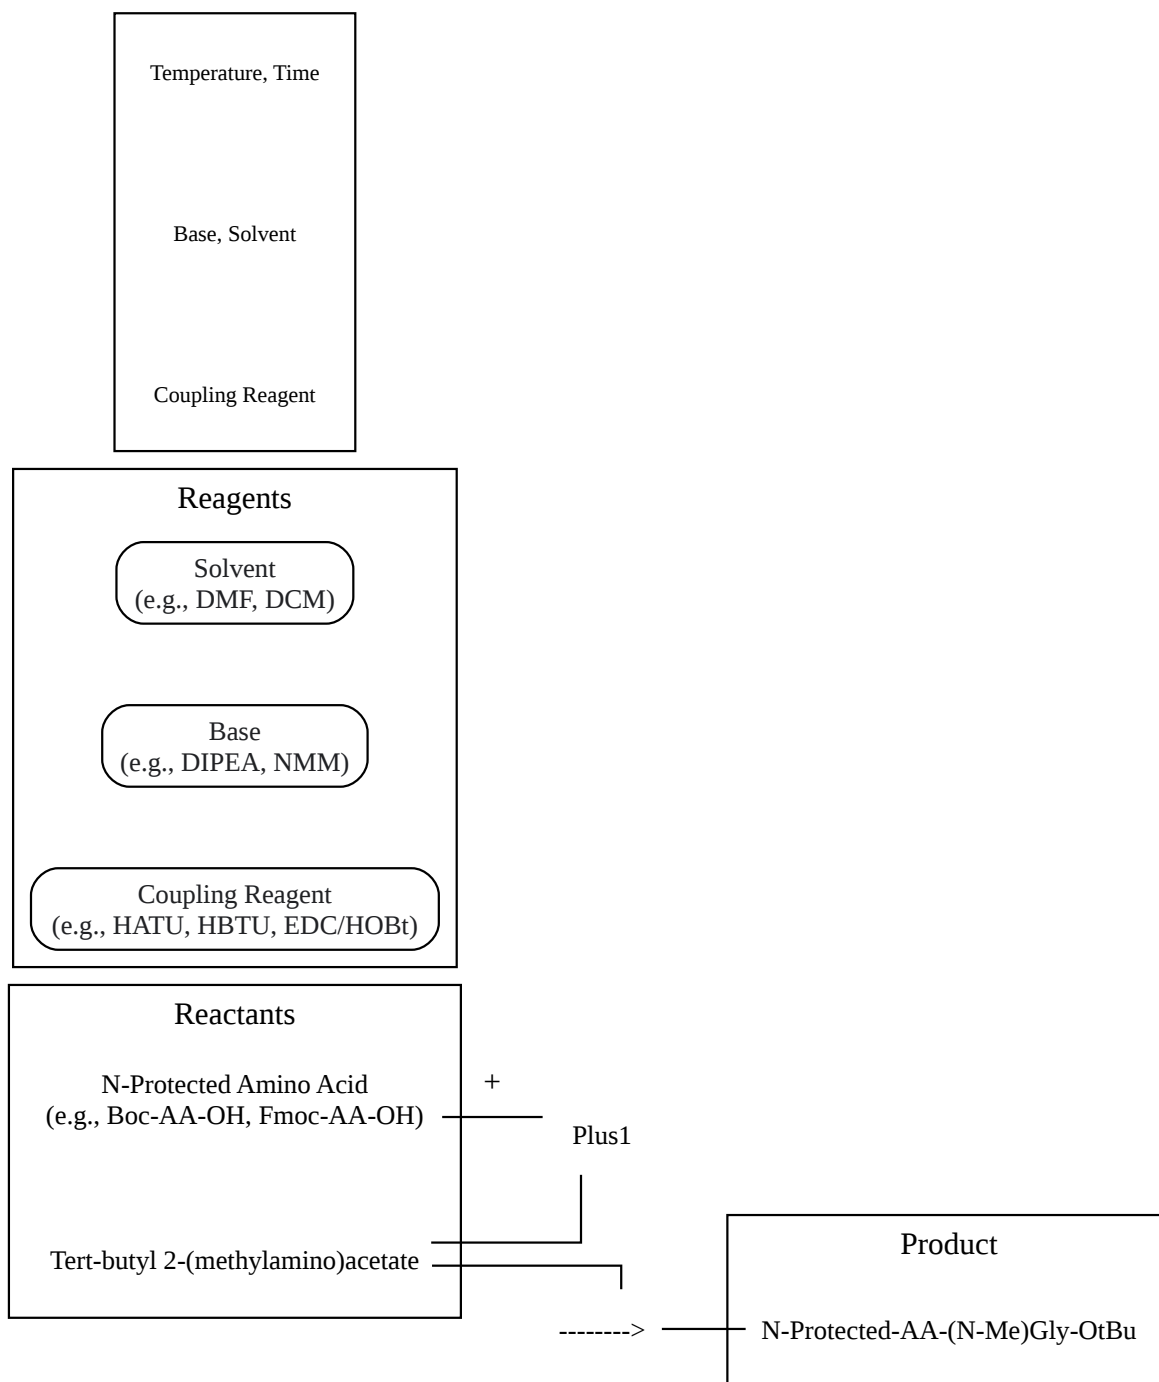 Temperature, Time
Base, Solvent
Coupling Reagent
Reagents
Solvent
(e.g., DMF, DCM)
Base
(e.g., DIPEA, NMM)
Coupling Reagent
(e.g., HATU, HBTU, EDC/HOBt)
Reactants
N-Protected Amino Acid
(e.g., Boc-AA-OH, Fmoc-AA-OH)
+
Plus1
Tert-butyl 2-(methylamino)acetate
-------->
Product
N-Protected-AA-(N-Me)Gly-OtBu